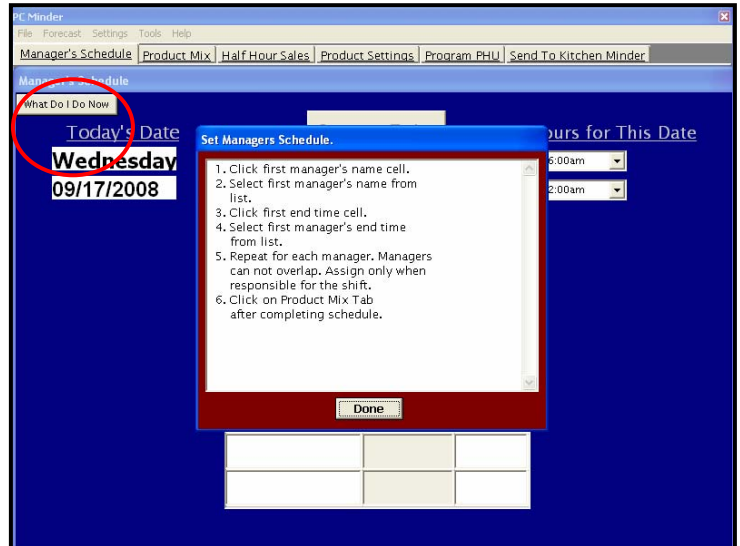 PC Minder
File Forecast Settings Tools Help
Manager's Schedule Product Mix Half Hour Sales Product Settings Program PHU Send To Kitchen Minder
Manager's Schedule
What Do I Do Now
Today's Date
ours for This Date
Wednesday
6:00am
09/17/2008
2:00am
Set Managers Schedule.
1. Click first manager's name cell.
2. Select first manager's name from
list.
3. Click first end time cell.
4. Select first manager's end time
from list.
5. Repeat for each manager. Managers
can not overlap. Assign only when
responsible for the shift.
6. Click on Product Mix Tab
after completing schedule.
Done